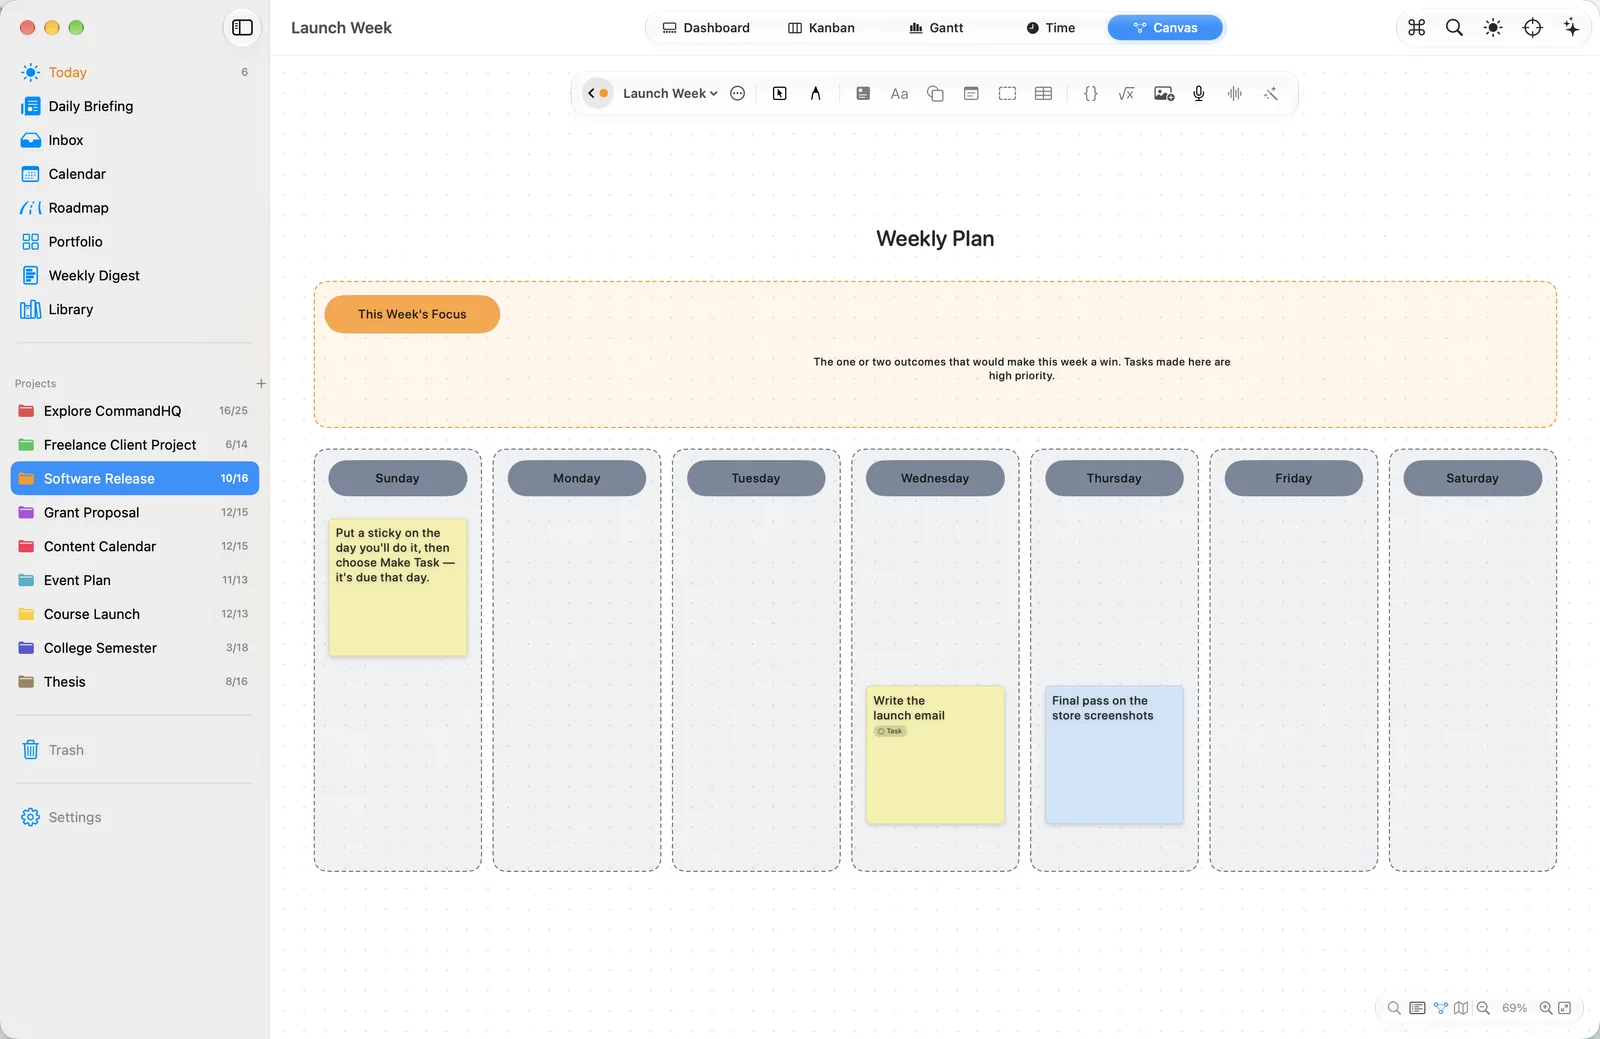 Launch Week
Dashboard
Kanban
Gantt
Time
Canvas
Today
6
Daily Briefing
Inbox
Calendar
Roadmap
Portfolio
Weekly Digest
Library
Projects
Explore CommandHQ
16/25
Freelance Client Project
6/14
Software Release
10/16
Grant Proposal
12/15
Content Calendar
12/15
Event Plan
11/13
Course Launch
12/13
College Semester
3/18
Thesis
8/16
Trash
Settings
Launch Week
Aa
{}
√x
Weekly Plan
This Week's Focus
The one or two outcomes that would make this week a win. Tasks made here are
high priority.
Sunday
Monday
Tuesday
Wednesday
Thursday
Friday
Saturday
Put a sticky on the
day you'll do it, then
choose Make Task —
it's due that day.
Write the
launch email
Task
Final pass on the
store screenshots
69%